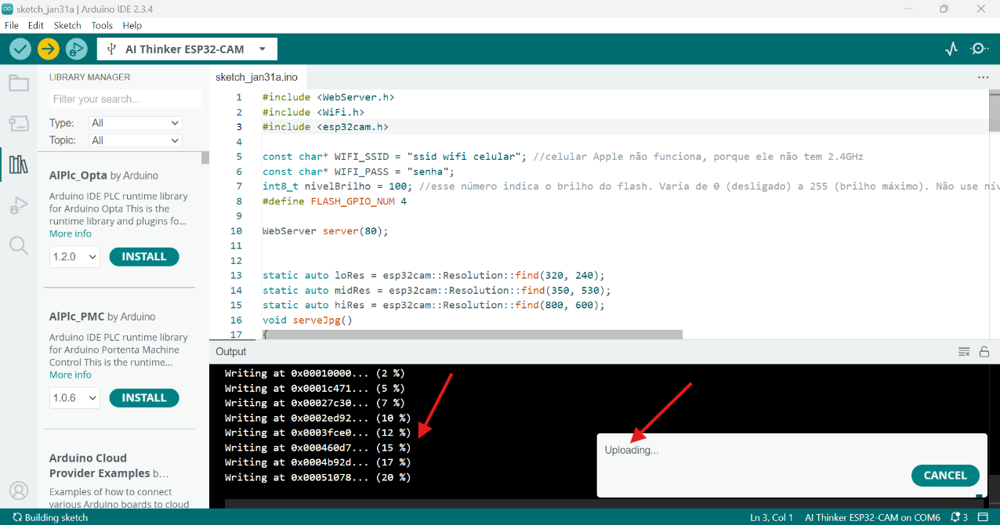 sketch_jan31a | Arduino IDE 2.3.4
File Edit Sketch Tools Help
AI Thinker ESP32-CAM
LIBRARY MANAGER
Filter your search...
Type: All
Topic: All
AlPlc_Opta by Arduino
Arduino IDE PLC runtime library
for Arduino Opta This is the
runtime library and plugins fo...
More info
1.2.0 INSTALL
AlPlc_PMC by Arduino
Arduino IDE PLC runtime library
for Arduino Portenta Machine
Control This is the runtime...
More info
1.0.6 INSTALL
Arduino Cloud
Provider Examples b...
Examples of how to connect
various Arduino boards to cloud
sketch_jan31a.ino
1 #include <WebServer.h>
2 #include <WiFi.h>
3 #include <esp32cam.h>
4
5 const char* WIFI_SSID = "ssid wifi celular"; //celular Apple não funciona, porque ele não tem 2.4GHz
6 const char* WIFI_PASS = "senha";
7 int8_t nivelBrilho = 100; //esse número indica o brilho do flash. Varia de 0 (desligado) a 255 (brilho máximo). Não use nív
8 #define FLASH_GPIO_NUM 4
9
10 WebServer server(80);
11
12
13 static auto loRes = esp32cam::Resolution::find(320, 240);
14 static auto midRes = esp32cam::Resolution::find(350, 530);
15 static auto hiRes = esp32cam::Resolution::find(800, 600);
16 void serveJpg()
17 {
Output
Writing at 0x00010000... (2 %)
Writing at 0x0001c471... (5 %)
Writing at 0x00027c30... (7 %)
Writing at 0x0002ed92... (10 %)
Writing at 0x0003fce0... (12 %)
Writing at 0x000460d7... (15 %)
Writing at 0x0004b92d... (17 %)
Writing at 0x00051078... (20 %)
Uploading...
CANCEL
Building sketch
Ln 3, Col 1 AI Thinker ESP32-CAM on COM6 3